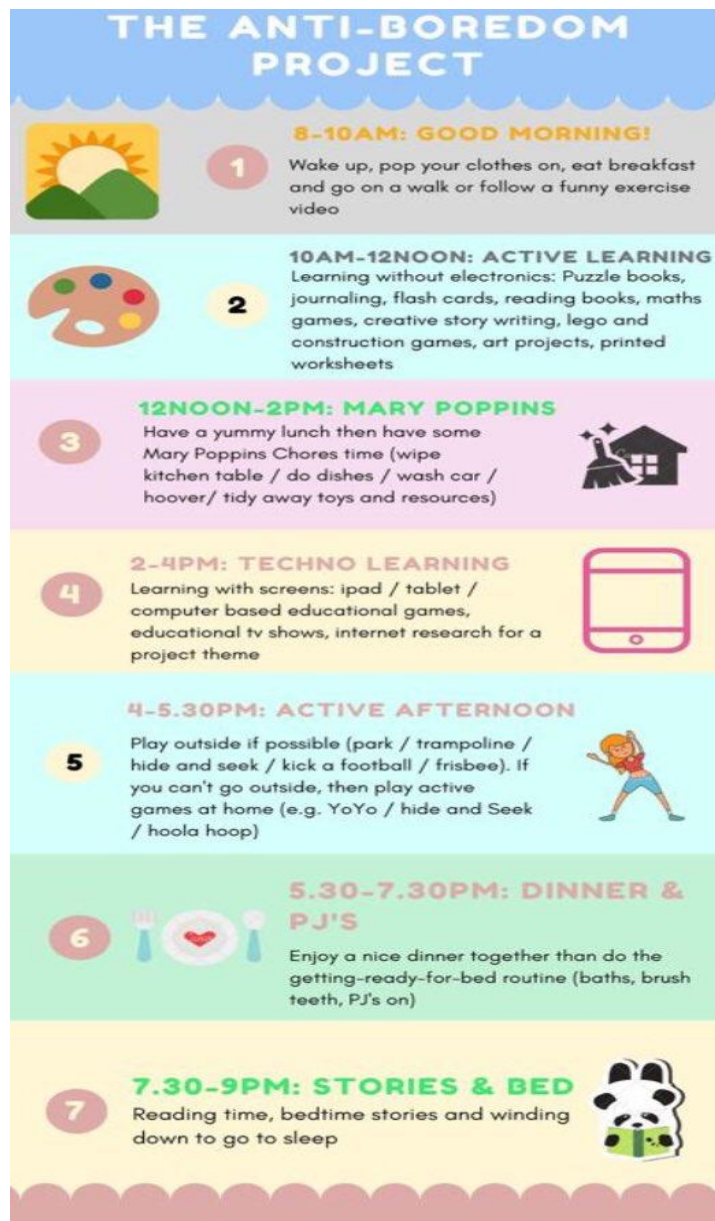 THE ANTI-BOREDOM
PROJECT
8-10AM: GOOD MORNING!
1
Wake up, pop your clothes on, eat breakfast
and go on a walk or follow a funny exercise
video
10AM-12NOON: ACTIVE LEARNING
2
Learning without electronics: Puzzle books,
journaling, flash cards, reading books, maths
games, creative story writing, lego and
construction games, art projects, printed
worksheets
12NOON-2PM: MARY POPPINS
3
Have a yummy lunch then have some
Mary Poppins Chores time (wipe
kitchen table / do dishes / wash car /
hoover/ tidy away toys and resources)
2-4PM: TECHNO LEARNING
4
Learning with screens: ipad / tablet /
computer based educational games,
educational tv shows, internet research for a
project theme
4-5.30PM: ACTIVE AFTERNOON
5
Play outside if possible (park / trampoline /
hide and seek / kick a football / frisbee). If
you can't go outside, then play active
games at home (e.g. YoYo / hide and Seek
/ hoola hoop)
5.30-7.30PM: DINNER &
PJ'S
6
Enjoy a nice dinner together than do the
getting-ready-for-bed routine (baths, brush
teeth, PJ's on)
7.30-9PM: STORIES & BED
7
Reading time, bedtime stories and winding
down to go to sleep